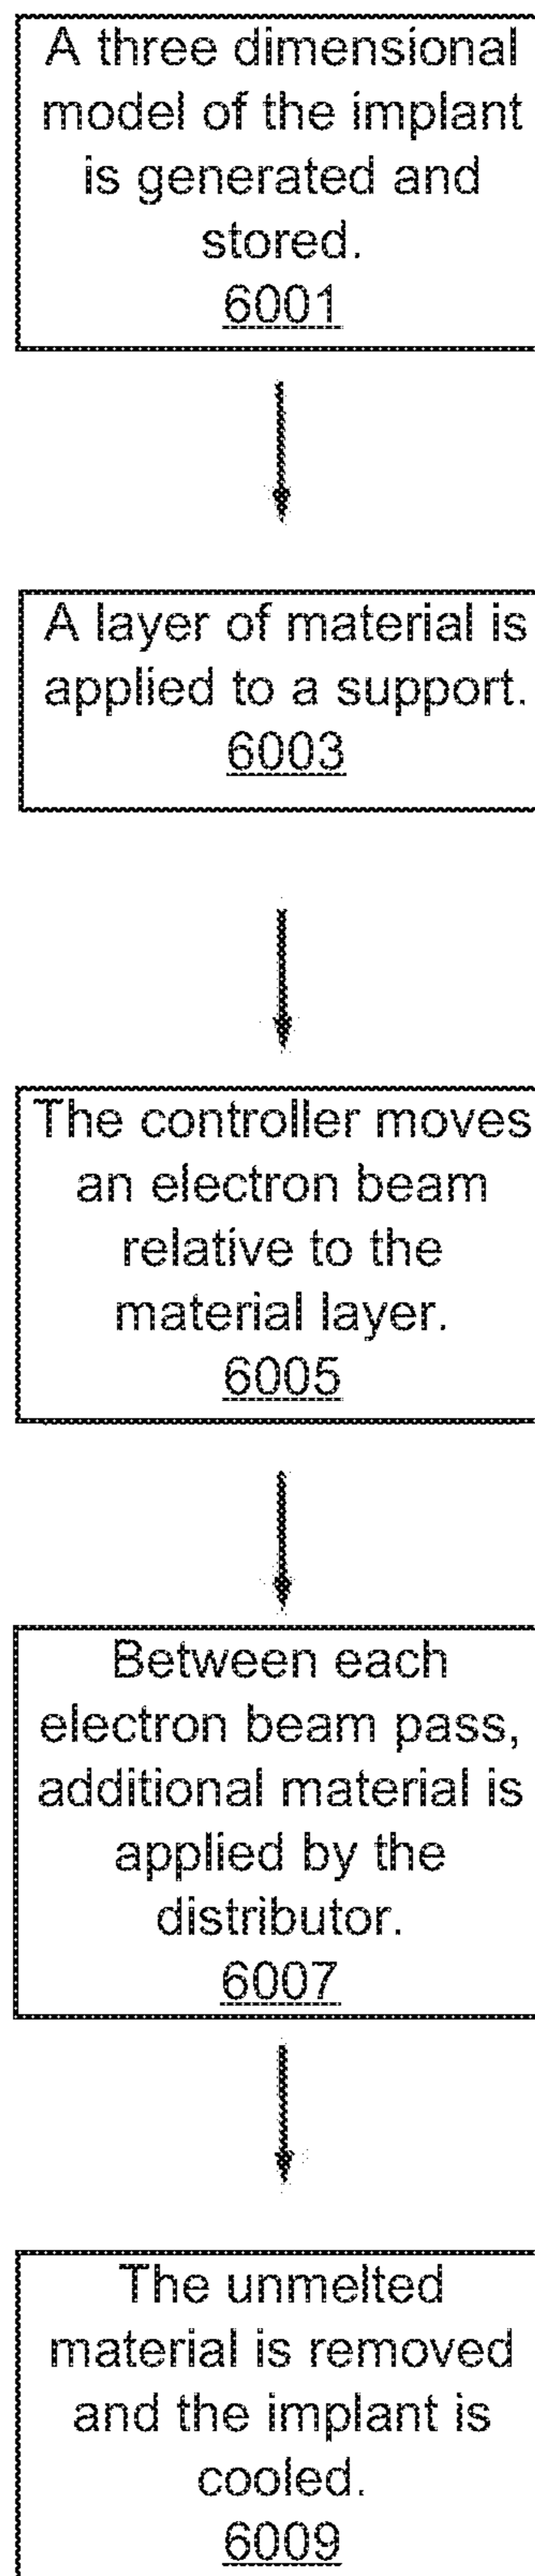 A three dimensional
model of the implant
is generated and
stored.
6001
A layer of material is
applied to a support.
6003
The controller moves
an electron beam
relative to the
material layer.
6005
Between each
electron beam pass,
additional material is
applied by the
distributor.
6007
The unmelted
material is removed
and the implant is
cooled.
6009